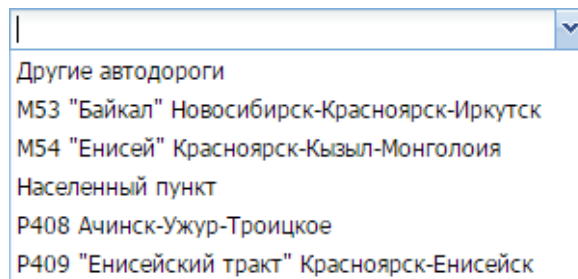 Другие автодороги
М53 "Байкал" Новосибирск-Красноярск-Иркутск
М54 "Енисей" Красноярск-Кызыл-Монголоия
Населенный пункт
Р408 Ачинск-Ужур-Троицкое
Р409 "Енисейский тракт" Красноярск-Енисейск